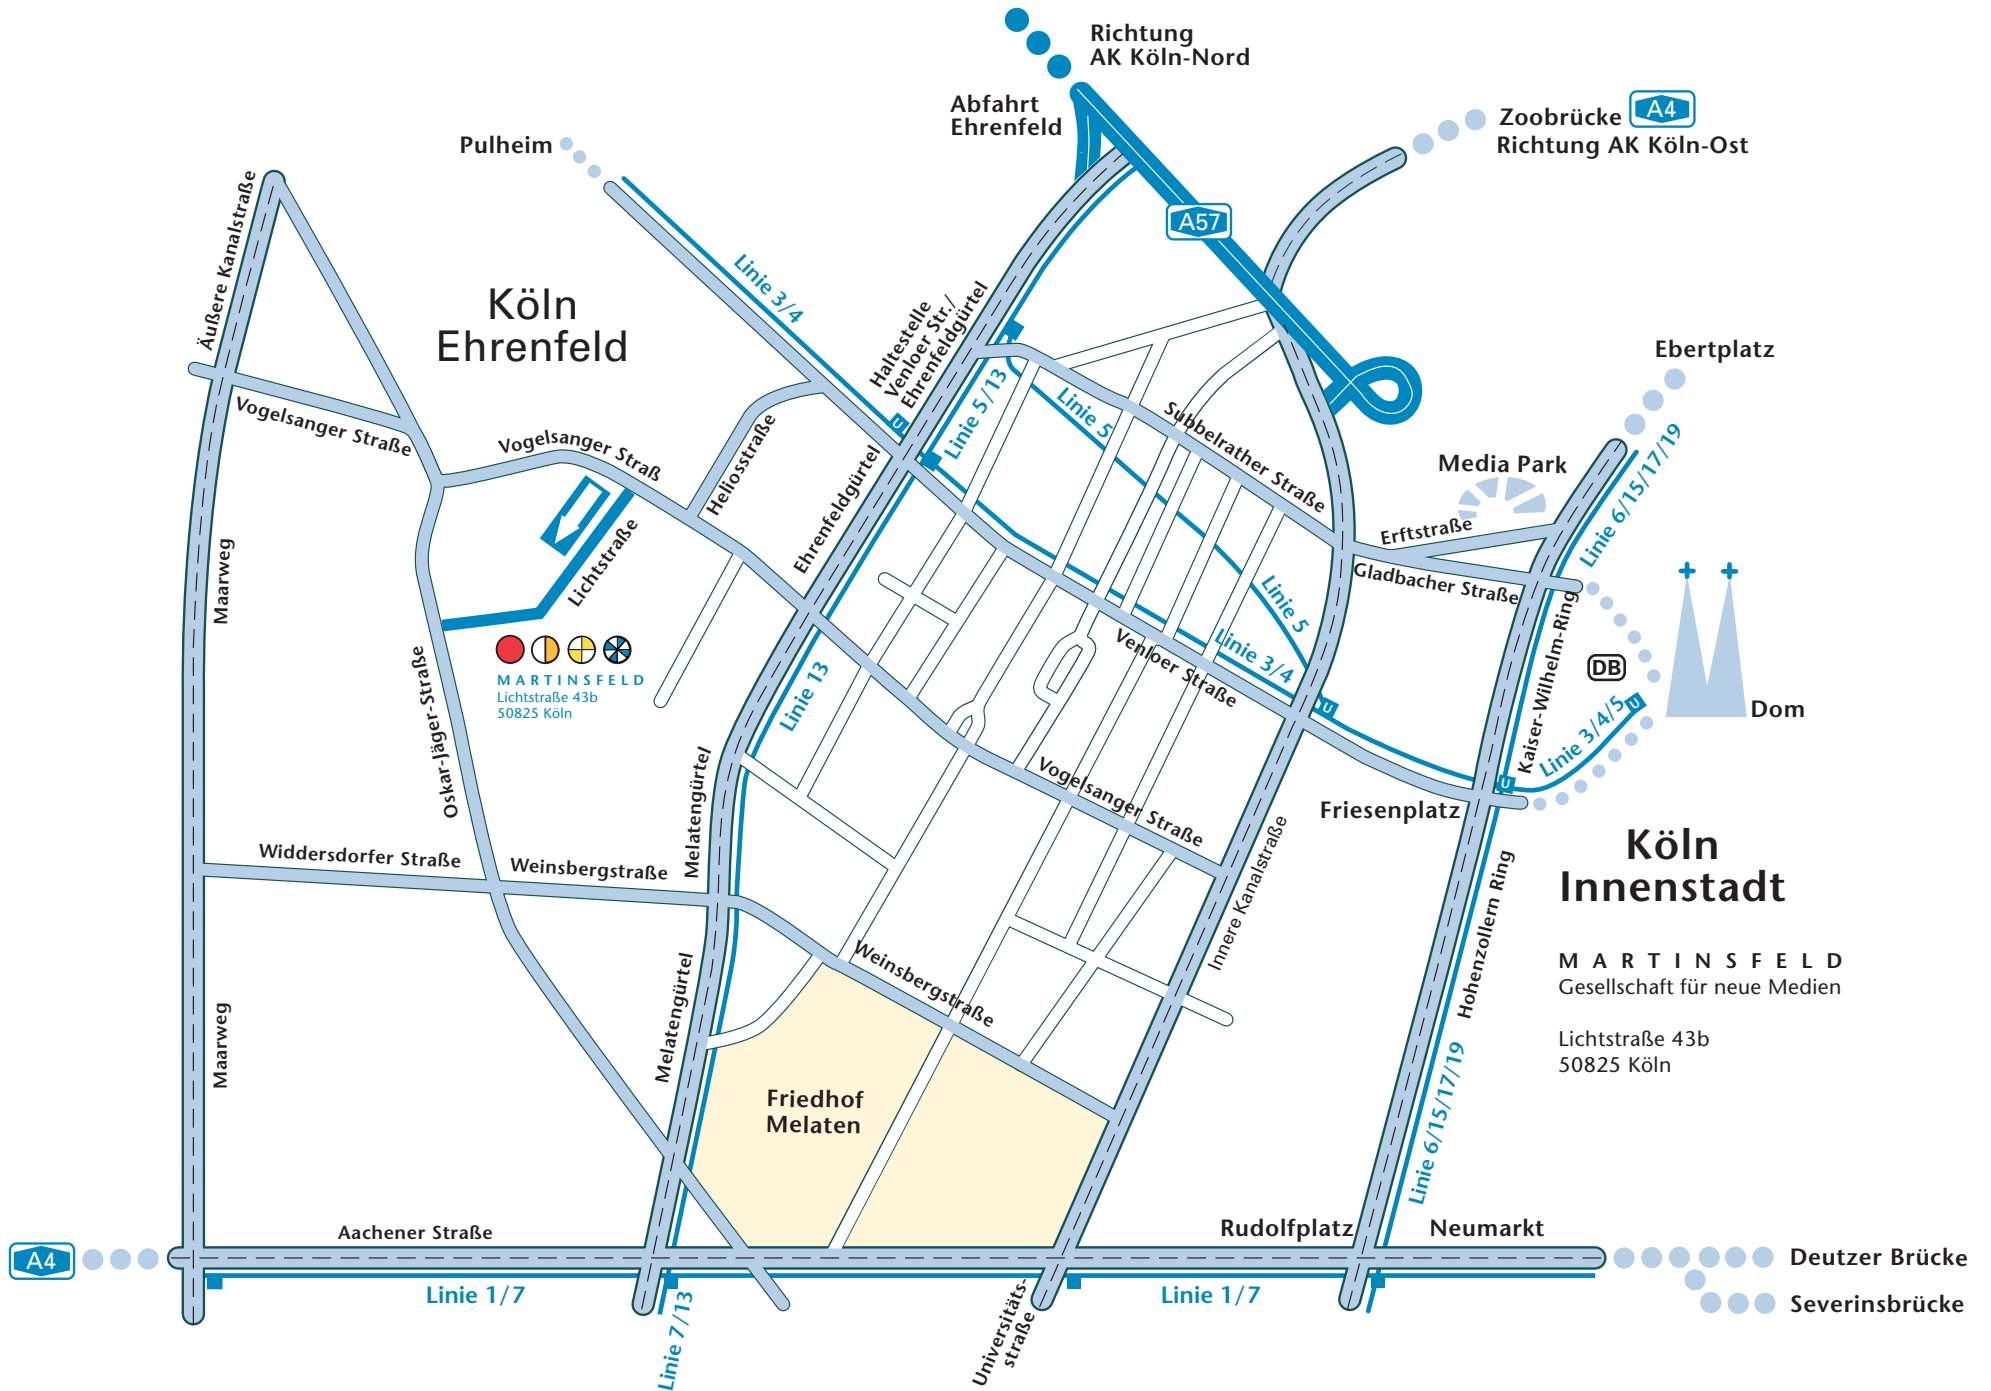 Richtung
AK Köln-Nord
Abfahrt
Ehrenfeld
Zoobrücke A4
Richtung AK Köln-Ost
Pulheim
A57
Äußere Kanalstraße
Linie 3/4
Köln
Ehrenfeld
Haltestelle
Venloer Str./
Ehrenfeldgürtel
U
Linie 5/13
Linie 5
Ebertplatz
Vogelsanger Straße
Vogelsanger Straß
Heliosstraße
Subbelrather Straße
Media Park
Linie 6/15/17/19
Erftstraße
Gladbacher Straße
Ehrenfeldgürtel
Lichtstraße
Maarweg
Linie 5
Linie 3/4
Venloer Straße
Kaiser-Wilhelm-Ring
DB
Dom
MARTINSFELD
Lichtstraße 43b
50825 Köln
Oskar-Jäger-Straße
Linie 13
U
U
Linie 3/4/5
U
Melatengürtel
Vogelsanger Straße
Friesenplatz
Innere Kanalstraße
Köln
Innenstadt
Widdersdorfer Straße
Weinsbergstraße
Hohenzollern Ring
MARTINSFELD
Gesellschaft für neue Medien
Lichtstraße 43b
50825 Köln
Weinsbergstraße
Melatengürtel
Maarweg
Friedhof
Melaten
Linie 6/15/17/19
Aachener Straße
Rudolfplatz
Neumarkt
A4
Deutzer Brücke
Linie 1/7
Linie 7/13
Universitäts-
straße
Linie 1/7
Severinsbrücke